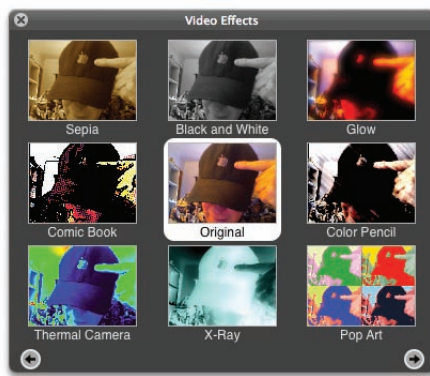 Video Effects
Sepia
Black and White
Glow
Comic Book
Original
Color Pencil
Thermal Camera
X-Ray
Pop Art